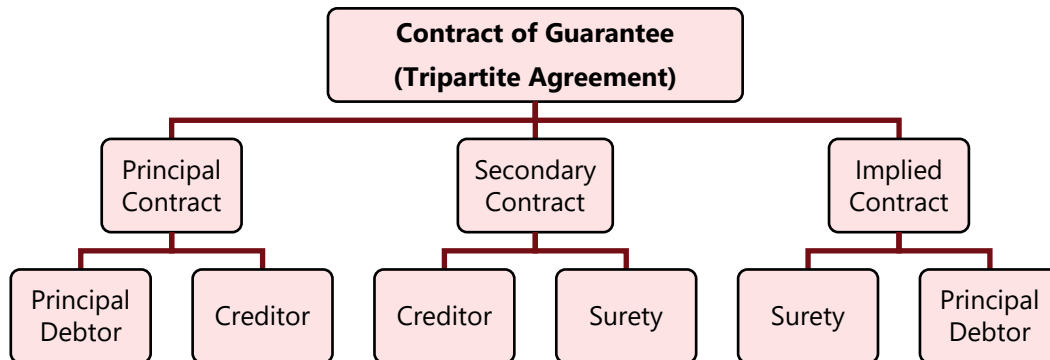 Contract of Guarantee
(Tripartite Agreement)
Principal
Contract
Secondary
Contract
Implied
Contract
Principal
Debtor
Creditor
Creditor
Surety
Surety
Principal
Debtor